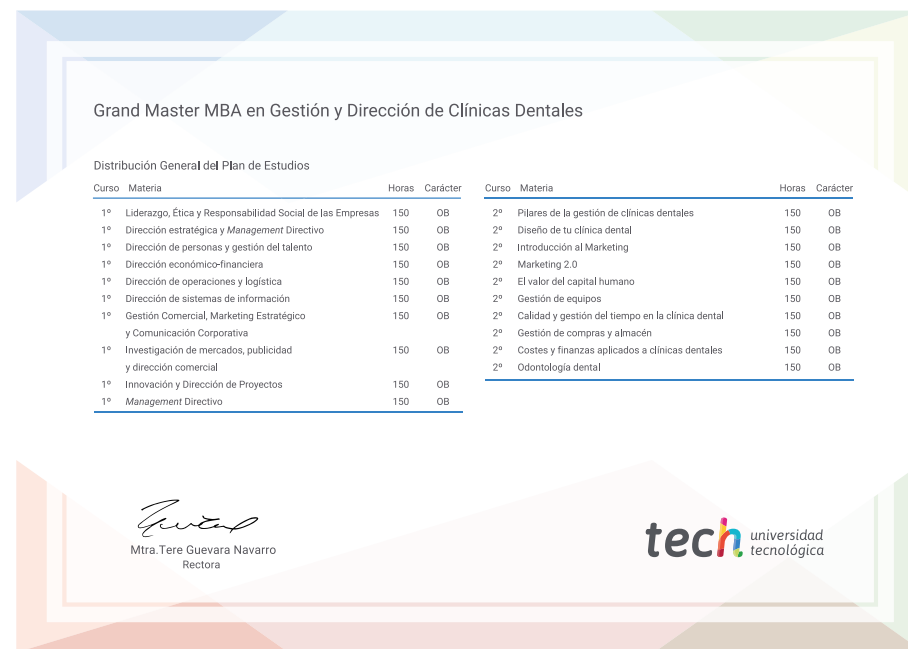 Grand Master MBA en Gestión y Dirección de Clínicas Dentales
Distribución General del Plan de Estudios
Curso Materia Horas Carácter
1º Liderazgo, Ética y Responsabilidad Social de las Empresas 150 OB
1º Dirección estratégica y Management Directivo 150 OB
1º Dirección de personas y gestión del talento 150 OB
1º Dirección económico-financiera 150 OB
1º Dirección de operaciones y logística 150 OB
1º Dirección de sistemas de información 150 OB
1º Gestión Comercial, Marketing Estratégico 150 OB
y Comunicación Corporativa
1º Investigación de mercados, publicidad 150 OB
y dirección comercial
1º Innovación y Dirección de Proyectos 150 OB
1º Management Directivo 150 OB
Curso Materia Horas Carácter
2º Pilares de la gestión de clínicas dentales 150 OB
2º Diseño de tu clínica dental 150 OB
2º Introducción al Marketing 150 OB
2º Marketing 2.0 150 OB
2º El valor del capital humano 150 OB
2º Gestión de equipos 150 OB
2º Calidad y gestión del tiempo en la clínica dental 150 OB
2º Gestión de compras y almacén 150 OB
2º Costes y finanzas aplicados a clínicas dentales 150 OB
2º Odontología dental 150 OB
Mtra.Tere Guevara Navarro
Rectora
tech universidad
tecnológica